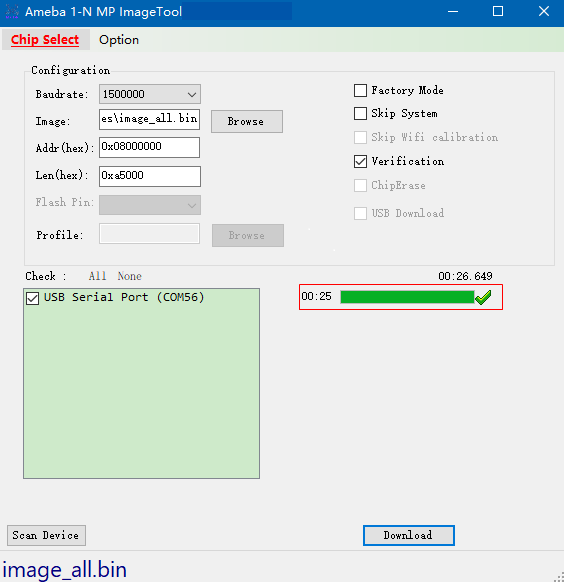 Ameba 1-N MP ImageTool
Chip Select Option
Configuration
Baudrate: 1500000
Image: es\image_all.bin Browse
Addr(hex): 0x08000000
Len(hex): 0xa5000
Flash Pin:
Profile: Browse
Factory Mode
Skip System
Skip Wifi calibration
Verification
ChipErase
USB Download
Check : All None
00:26.649
USB Serial Port (COM56)
00:25
Scan Device
Download
image_all.bin